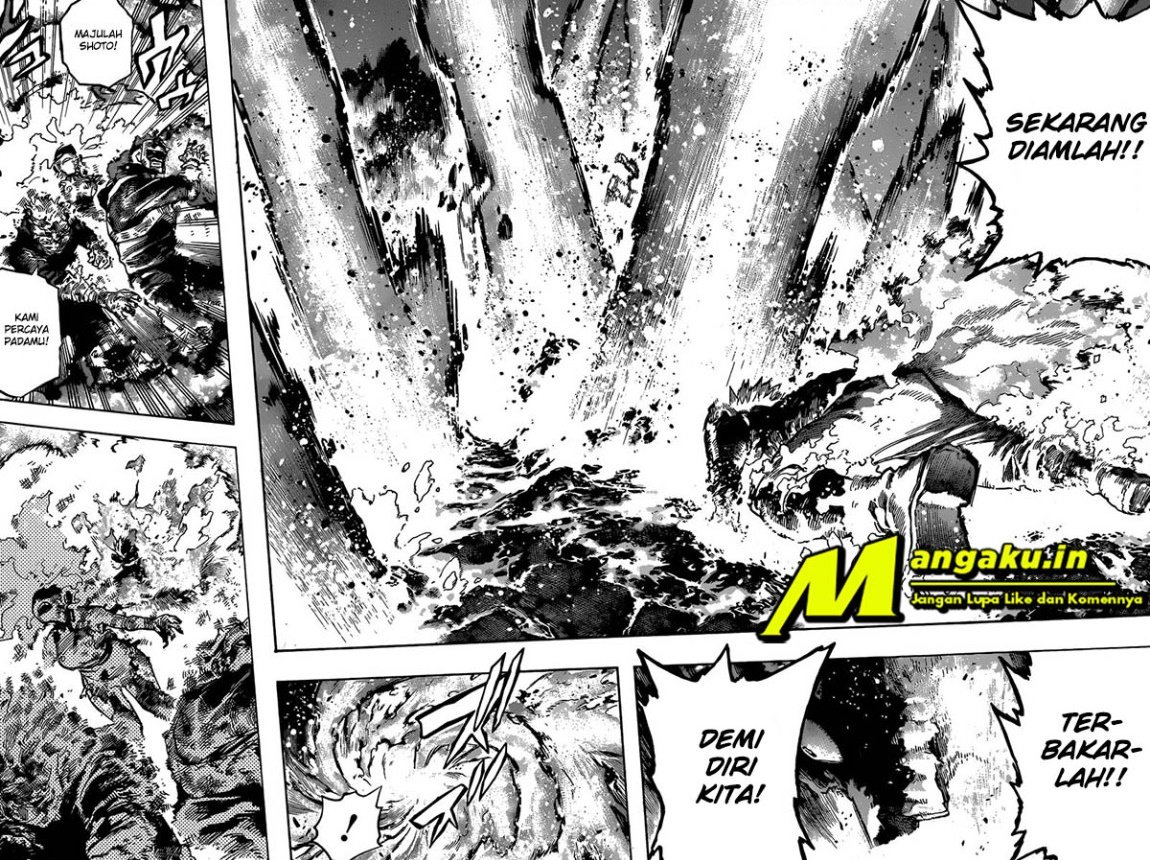 SEKARANG
DIAMLAH!!
TER-
BAKAR-
LAH!!
DEMI
DIRI
KITA!
!
MAJULAH
SHOTO!
KAMI
PERCAYA
PADAMU!
Mangaku.in
Jangan Lupa Like dan Komennya